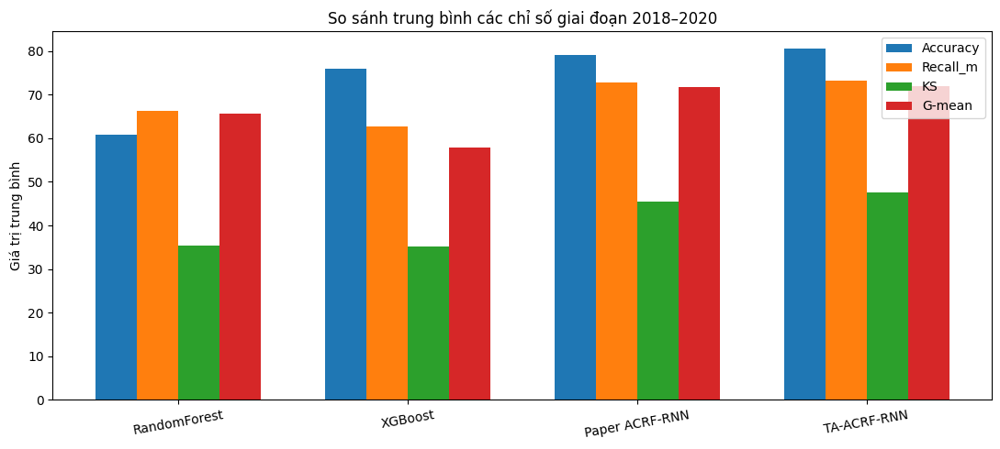 So sánh trung bình các chỉ số giai đoạn 2018–2020
Accuracy
Recall_m
KS
G-mean
Giá trị trung bình
80
70
60
50
40
30
20
10
0
RandomForest
XGBoost
Paper ACRF-RNN
TA-ACRF-RNN